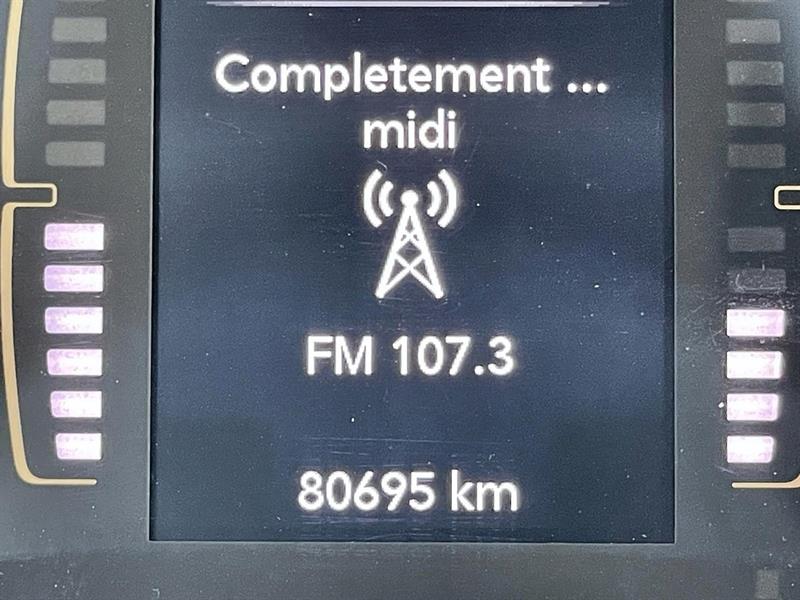 Completement ...
midi
FM 107.3
80695 km